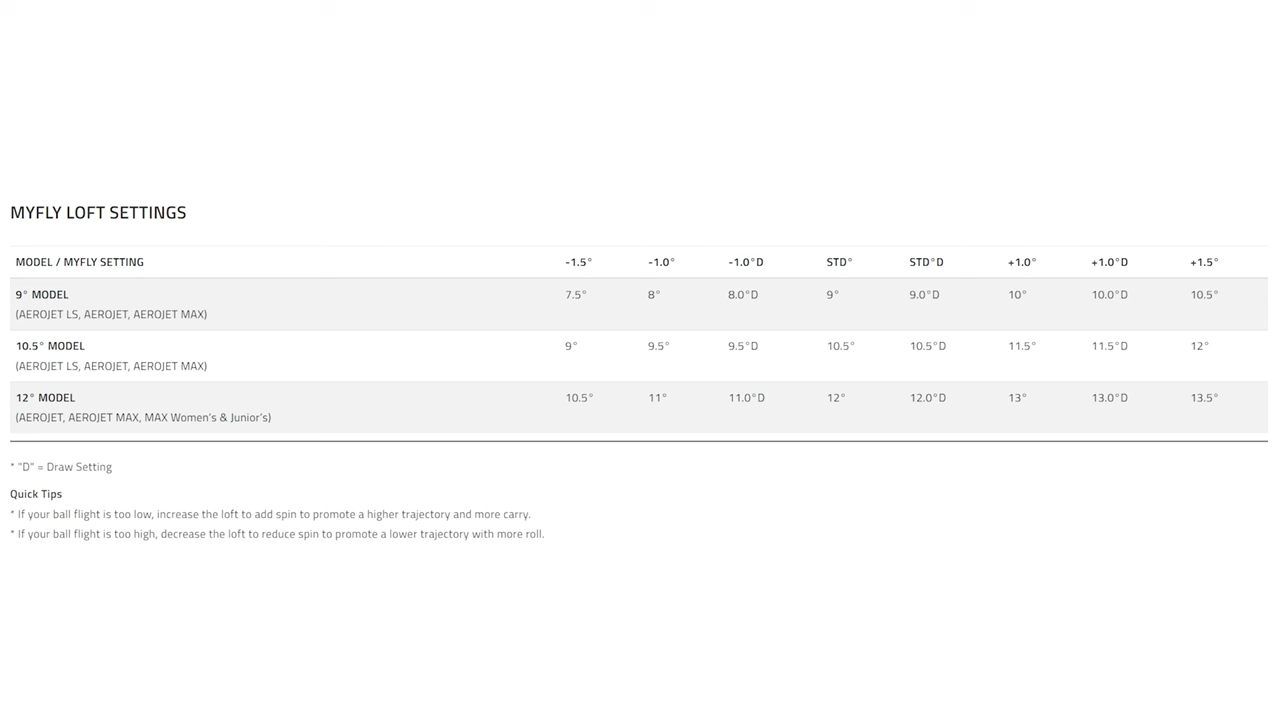 MYFLY LOFT SETTINGS
MODEL / MYFLY SETTING -1.5° -1.0° -1.0°D STD° STD°D +1.0° +1.0°D +1.5°
9° MODEL 7.5° 8° 8.0°D 9° 9.0°D 10° 10.0°D 10.5°
(AEROJET LS, AEROJET, AEROJET MAX)
10.5° MODEL 9° 9.5° 9.5°D 10.5° 10.5°D 11.5° 11.5°D 12°
(AEROJET LS, AEROJET, AEROJET MAX)
12° MODEL 10.5° 11° 11.0°D 12° 12.0°D 13° 13.0°D 13.5°
(AEROJET, AEROJET MAX, MAX Women's & Junior's)
* "D" = Draw Setting
Quick Tips
* If your ball flight is too low, increase the loft to add spin to promote a higher trajectory and more carry.
* If your ball flight is too high, decrease the loft to reduce spin to promote a lower trajectory with more roll.